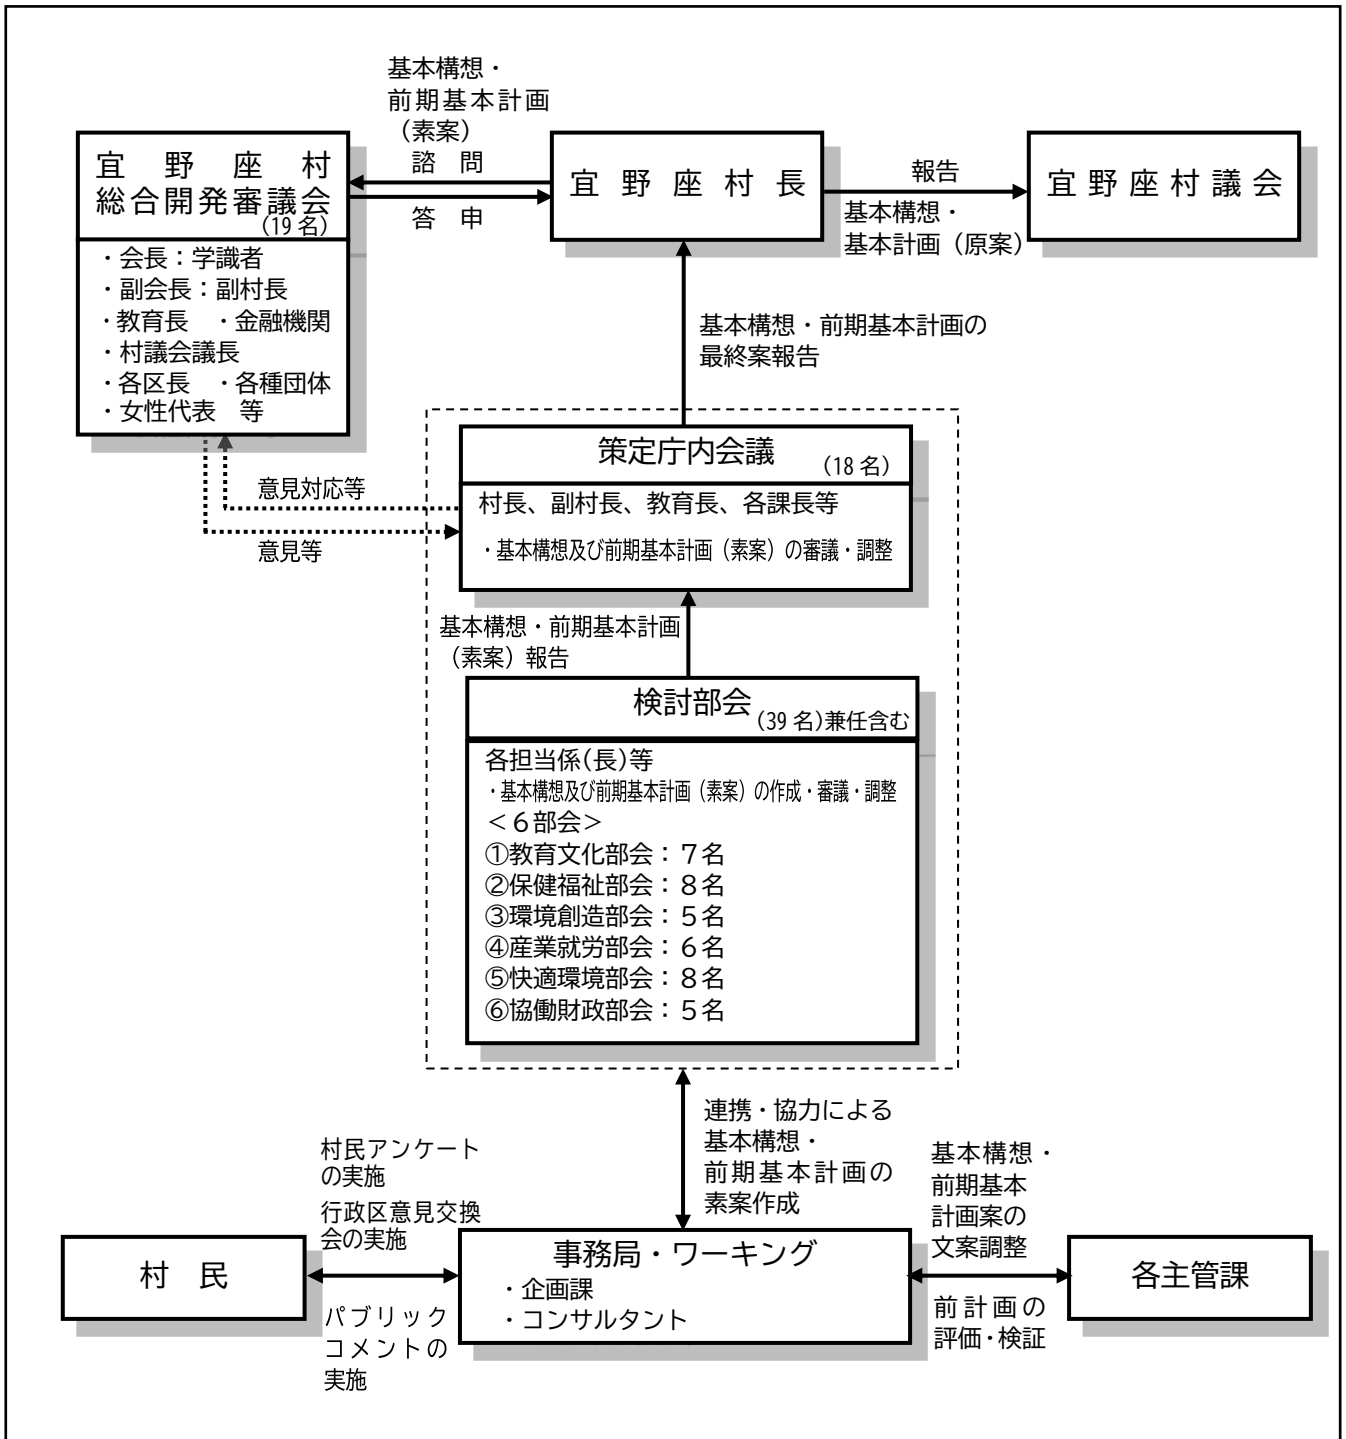 基本構想・
前期基本計画
（素案）
諮　問
答　申
宜野座村
総合開発審議会
(19名)
・会長：学識者
・副会長：副村長
・教育長　・金融機関
・村議会議長
・各区長　・各種団体
・女性代表　等
宜野座村長
報告
基本構想・
基本計画（原案）
宜野座村議会
基本構想・前期基本計画の
最終案報告
意見対応等
意見等
策定庁内会議
(18名)
村長、副村長、教育長、各課長等
・基本構想及び前期基本計画（素案）の審議・調整
基本構想・前期基本計画
（素案）報告
検討部会
(39名)兼任含む
各担当係(長)等
・基本構想及び前期基本計画（素案）の作成・審議・調整
＜６部会＞
①教育文化部会：７名
②保健福祉部会：８名
③環境創造部会：５名
④産業就労部会：６名
⑤快適環境部会：８名
⑥協働財政部会：５名
連携・協力による
基本構想・
前期基本計画の
素案作成
村民アンケート
の実施
行政区意見交換
会の実施
村　民
パブリック
コメントの
実施
事務局・ワーキング
・企画課
・コンサルタント
基本構想・
前期基本
計画案の
文案調整
前計画の
評価・検証
各主管課